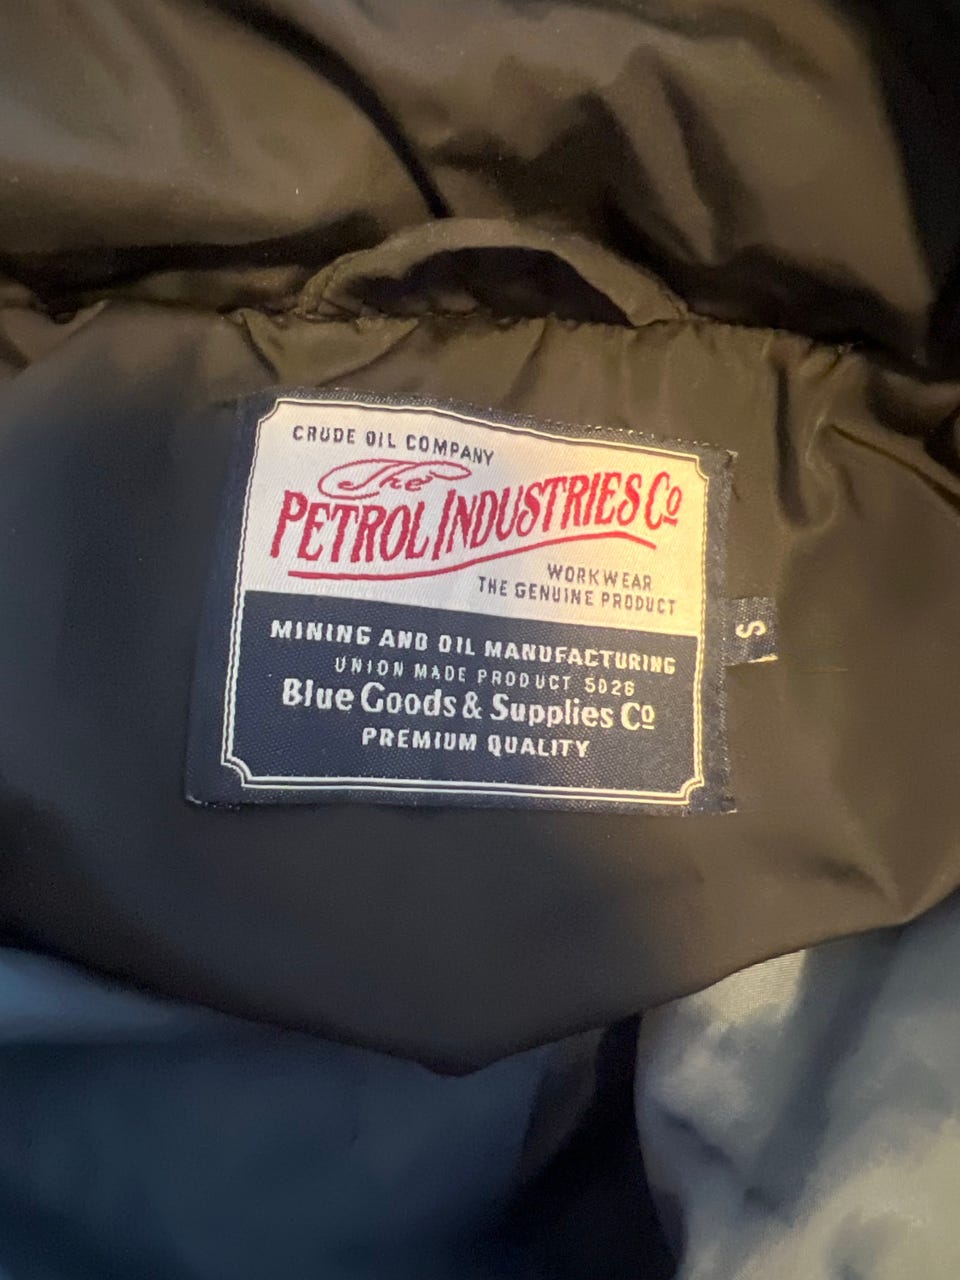 CRUDE OIL COMPANY
The
PETROL INDUSTRIES Co
WORKWEAR
THE GENUINE PRODUCT
MINING AND OIL MANUFACTURING
UNION MADE PRODUCT 5026
Blue Goods & Supplies Co
PREMIUM QUALITY
S